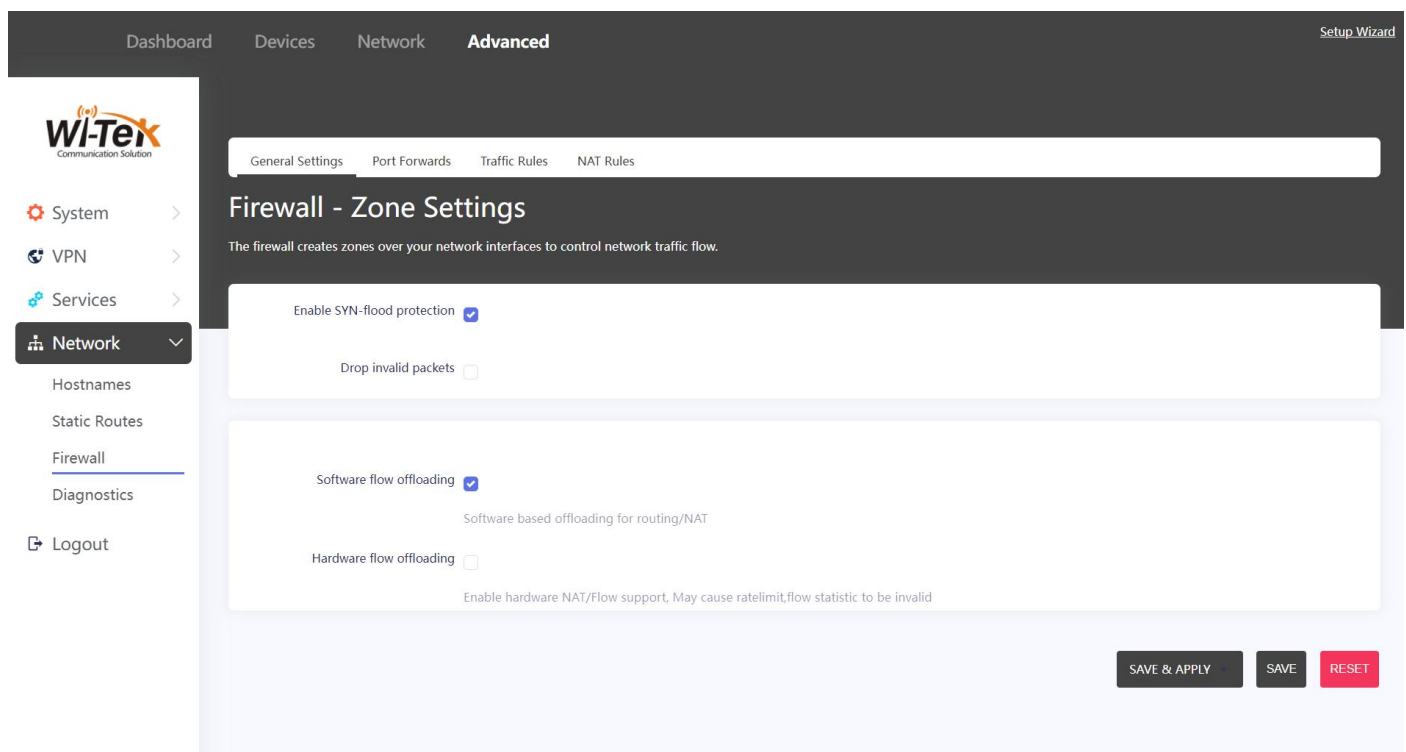 Dashboard Devices Network Advanced Setup Wizard
Wi-Tek
Communication Solution
General Settings Port Forwards Traffic Rules NAT Rules
System
VPN
Services
Network
Hostnames
Static Routes
Firewall
Diagnostics
Logout
Firewall - Zone Settings
The firewall creates zones over your network interfaces to control network traffic flow.
Enable SYN-flood protection
Drop invalid packets
Software flow offloading
Software based offloading for routing/NAT
Hardware flow offloading
Enable hardware NAT/Flow support, May cause ratelimit,flow statistic to be invalid
SAVE & APPLY SAVE RESET